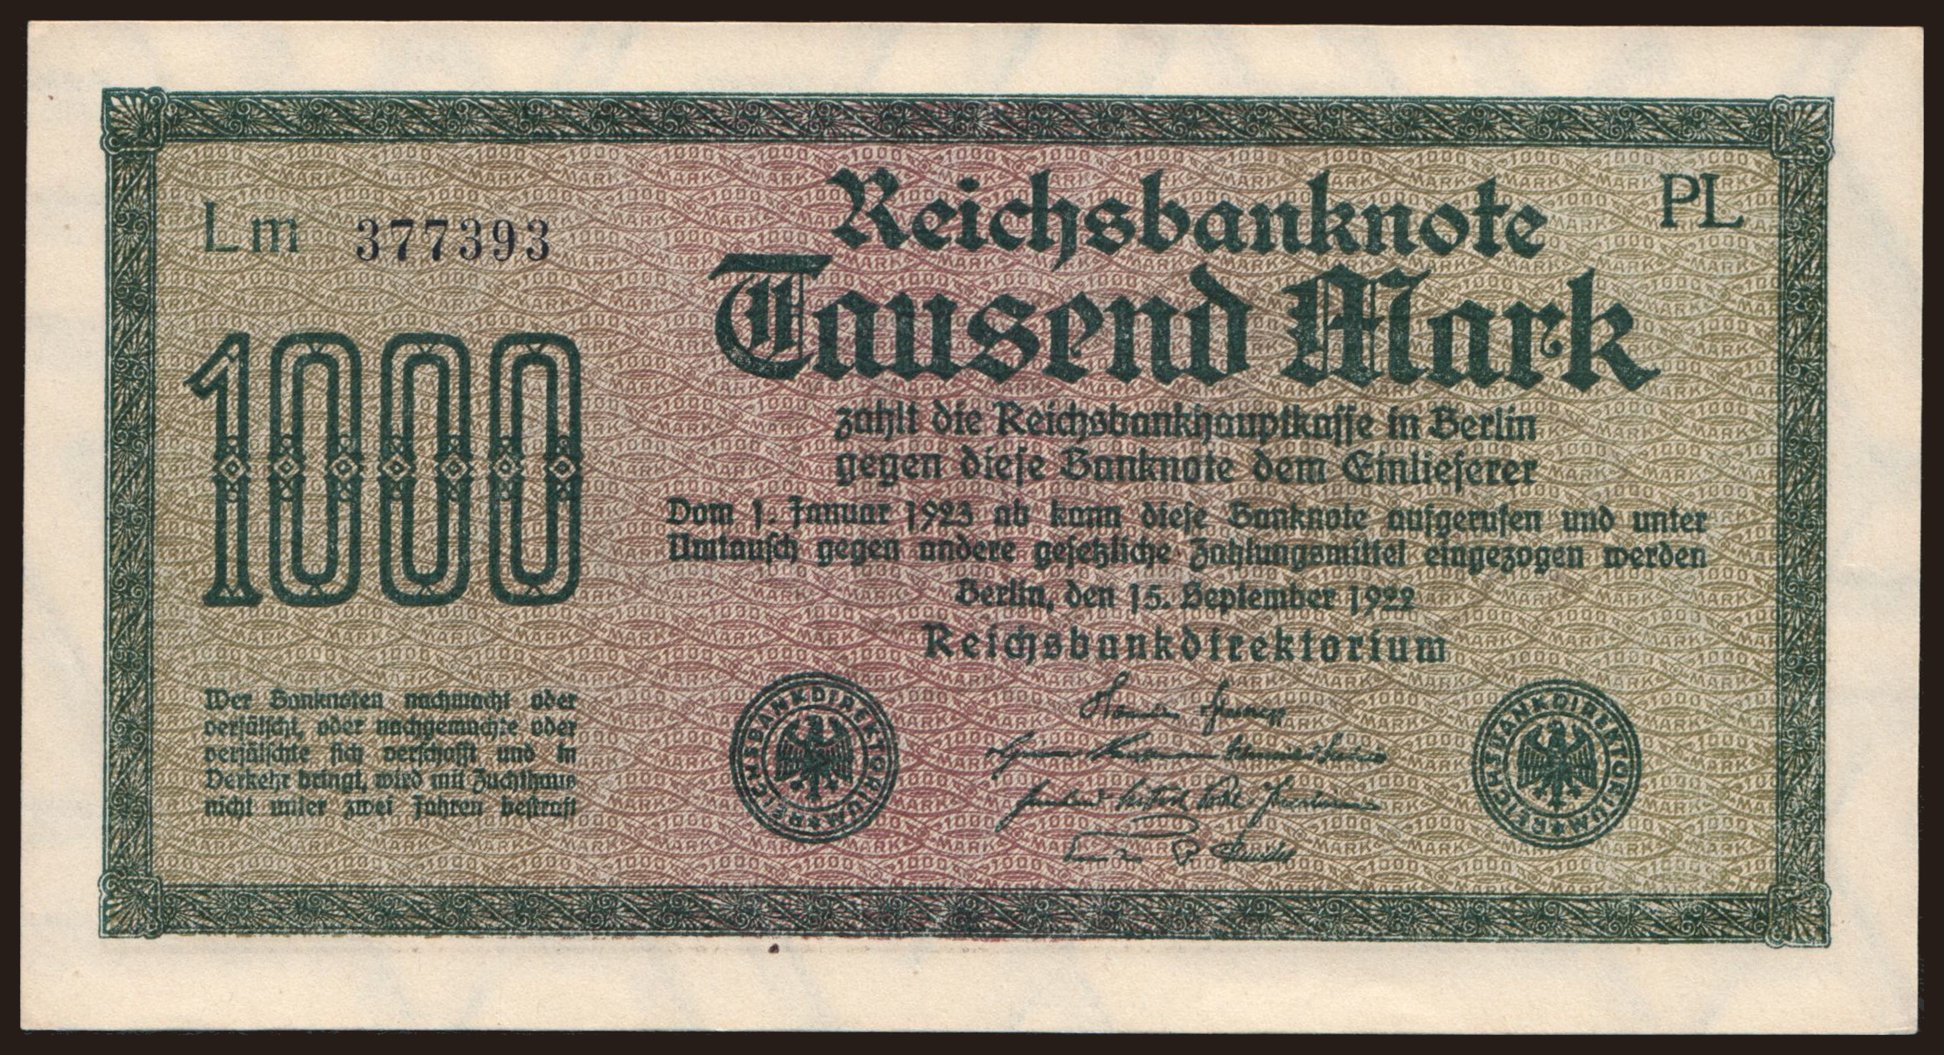 Lm 377393
PL
Reichsbanknote
Tausend Mark
1000
zahlt die Reichsbankhauptkasse in Berlin
gegen diese Banknote dem Einlieferer
Vom 1. Januar 1923 ab kann diese Banknote aufgerufen und unter
Umtausch gegen andere gesetzliche Zahlungsmittel eingezogen werden
Berlin, den 15. September 1922
Reichsbankdirektorium
Wer Banknoten nachmacht oder
verfälscht, oder nachgemachte oder
verfälschte sich verschafft und in
Verkehr bringt, wird mit Zuchthaus
nicht unter zwei Jahren bestraft
REICHSBANKDIREKTORIUM
REICHSBANKDIREKTORIUM